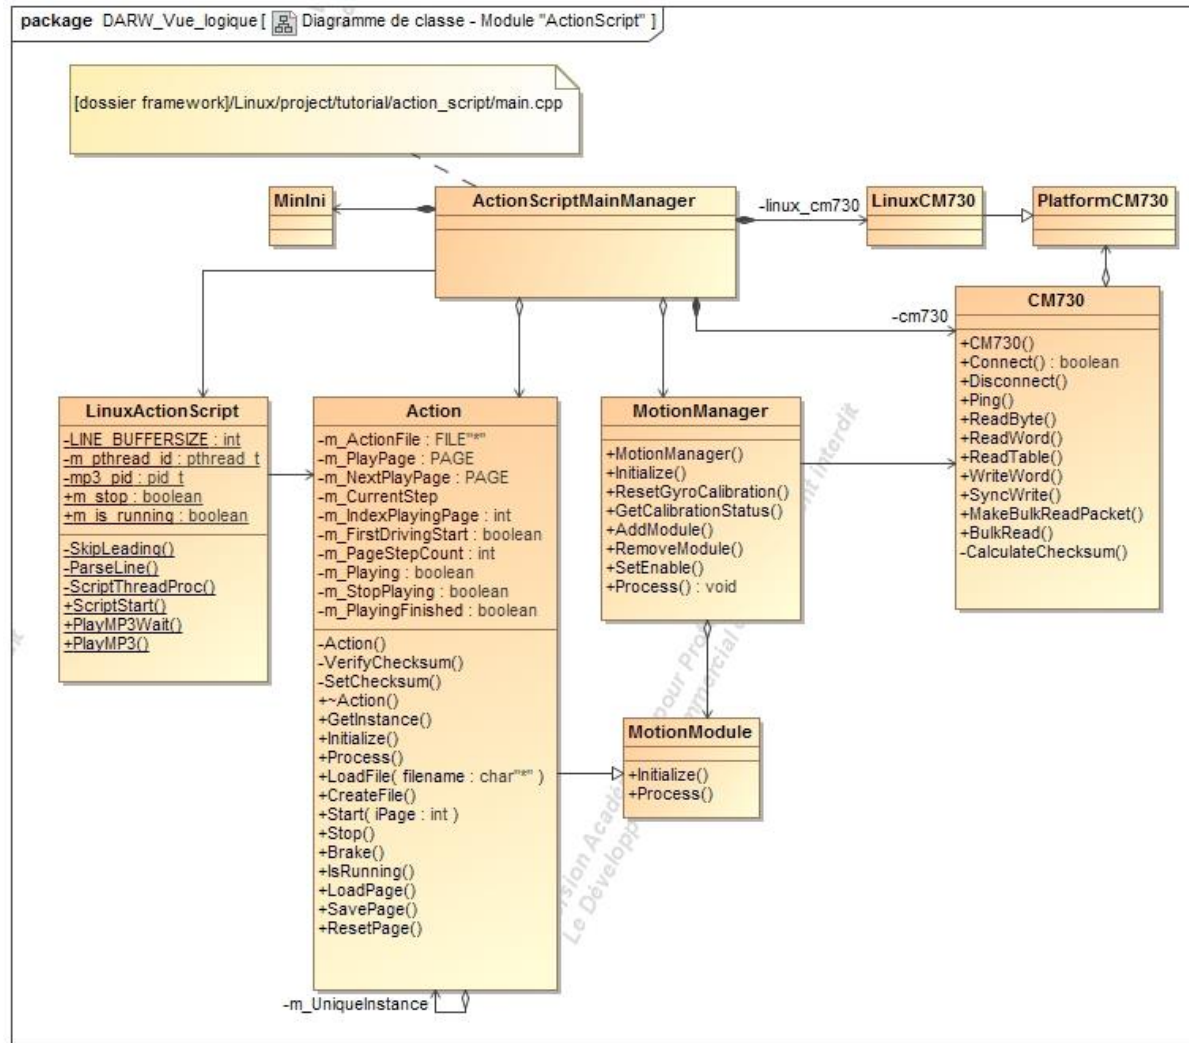 package DARW_Vue_logique [ Diagramme de classe - Module "ActionScript" ]
[dossier framework]/Linux/project/tutorial/action_script/main.cpp
MinIni
ActionScriptMainManager
-linux_cm730
LinuxCM730
PlatformCM730
-cm730
CM730
+CM730()
+Connect() : boolean
+Disconnect()
+Ping()
+ReadByte()
+ReadWord()
+ReadTable()
+WriteWord()
+SyncWrite()
+MakeBulkReadPacket()
+BulkRead()
-CalculateChecksum()
LinuxActionScript
-LINE_BUFFERSIZE : int
-m_pthread_id : pthread_t
-mp3_pid : pid_t
+m_stop : boolean
+m_is_running : boolean
-SkipLeading()
-ParseLine()
-ScriptThreadProc()
+ScriptStart()
+PlayMP3Wait()
+PlayMP3()
Action
-m_ActionFile : FILE"*"
-m_PlayPage : PAGE
-m_NextPlayPage : PAGE
-m_CurrentStep
-m_IndexPlayingPage : int
-m_FirstDrivingStart : boolean
-m_PageStepCount : int
-m_Playing : boolean
-m_StopPlaying : boolean
-m_PlayingFinished : boolean
-Action()
-VerifyChecksum()
-SetChecksum()
+~Action()
+GetInstance()
+Initialize()
+Process()
+LoadFile( filename : char"*" )
+CreateFile()
+Start( iPage : int )
+Stop()
+Brake()
+IsRunning()
+LoadPage()
+SavePage()
+ResetPage()
-m_UniqueInstance
MotionManager
+MotionManager()
+Initialize()
+ResetGyroCalibration()
+GetCalibrationStatus()
+AddModule()
+RemoveModule()
+SetEnable()
+Process() : void
MotionModule
+Initialize()
+Process()